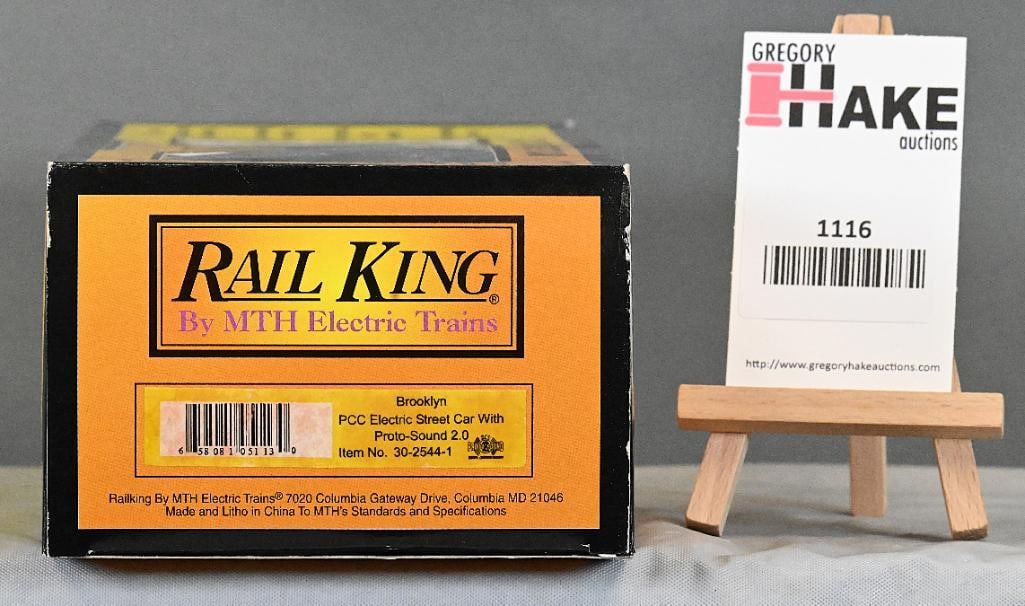 RAIL KING®
By MTH Electric Trains
Brooklyn
PCC Electric Street Car With
Proto-Sound 2.0
Item No. 30-2544-1
6 58081 05113 0
Railking By MTH Electric Trains® 7020 Columbia Gateway Drive, Columbia MD 21046
Made and Litho in China To MTH's Standards and Specifications
GREGORY
HAKE
auctions
1116
http://www.gregoryhakeauctions.com